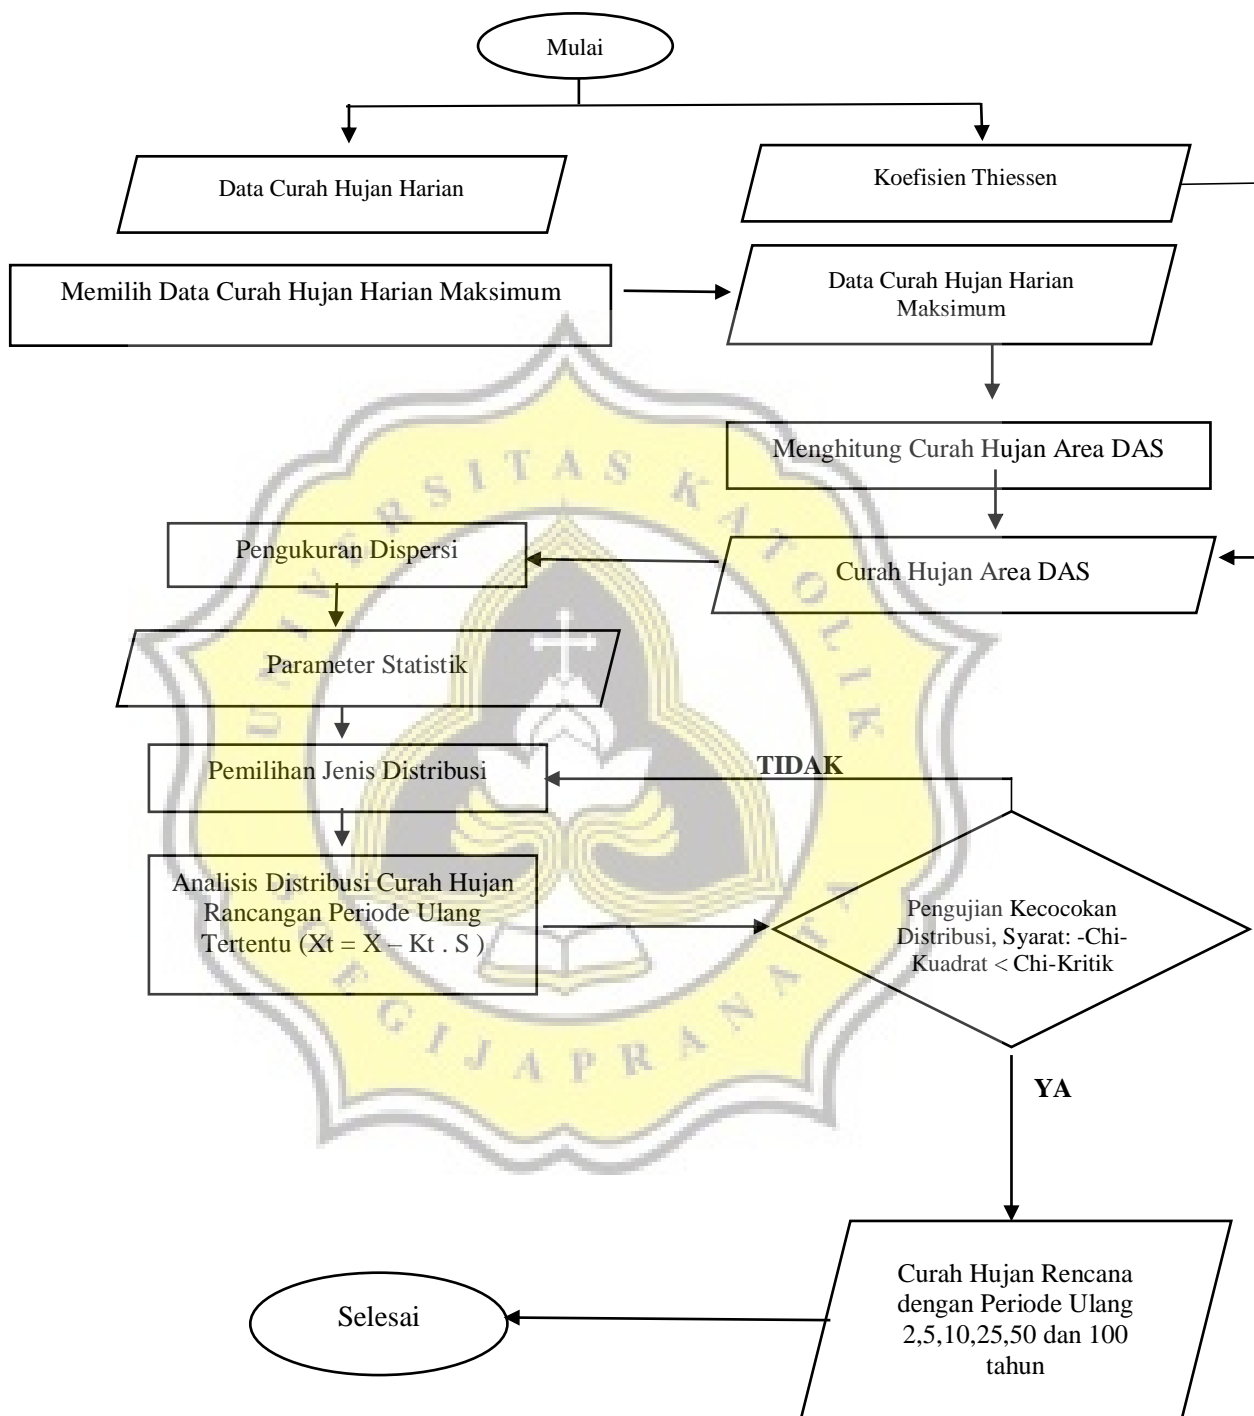 Mulai
Data Curah Hujan Harian
Koefisien Thiessen
Memilih Data Curah Hujan Harian Maksimum
Data Curah Hujan Harian
Maksimum
Menghitung Curah Hujan Area DAS
Pengukuran Dispersi
Curah Hujan Area DAS
Parameter Statistik
Pemilihan Jenis Distribusi
TIDAK
Analisis Distribusi Curah Hujan
Rancangan Periode Ulang
Tertentu (Xt = X – Kt . S )
Pengujian Kecocokan
Distribusi, Syarat: -Chi-
Kuadrat < Chi-Kritik
YA
Curah Hujan Rencana
dengan Periode Ulang
2,5,10,25,50 dan 100
tahun
Selesai
UNIVERSITAS KATOLIK
SOEGIJAPRANATA